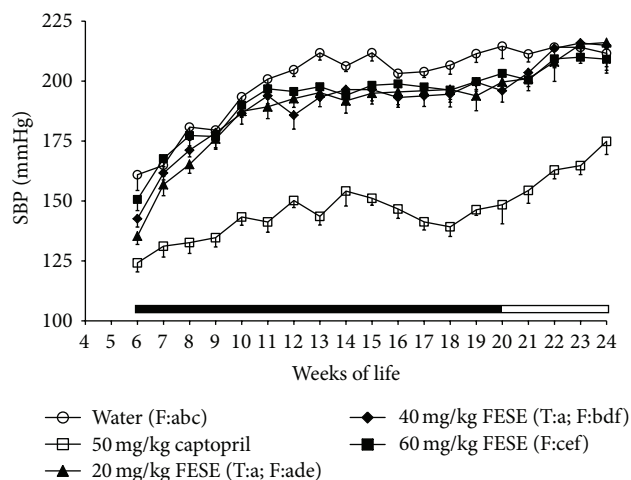 225
200
175
150
125
100
SBP (mmHg)
4 5 6 7 8 9 10 11 12 13 14 15 16 17 18 19 20 21 22 23 24
Weeks of life
Water (F:abc)
50 mg/kg captopril
20 mg/kg FESE (T:a; F:ade)
40 mg/kg FESE (T:a; F:bdf)
60 mg/kg FESE (F:cef)